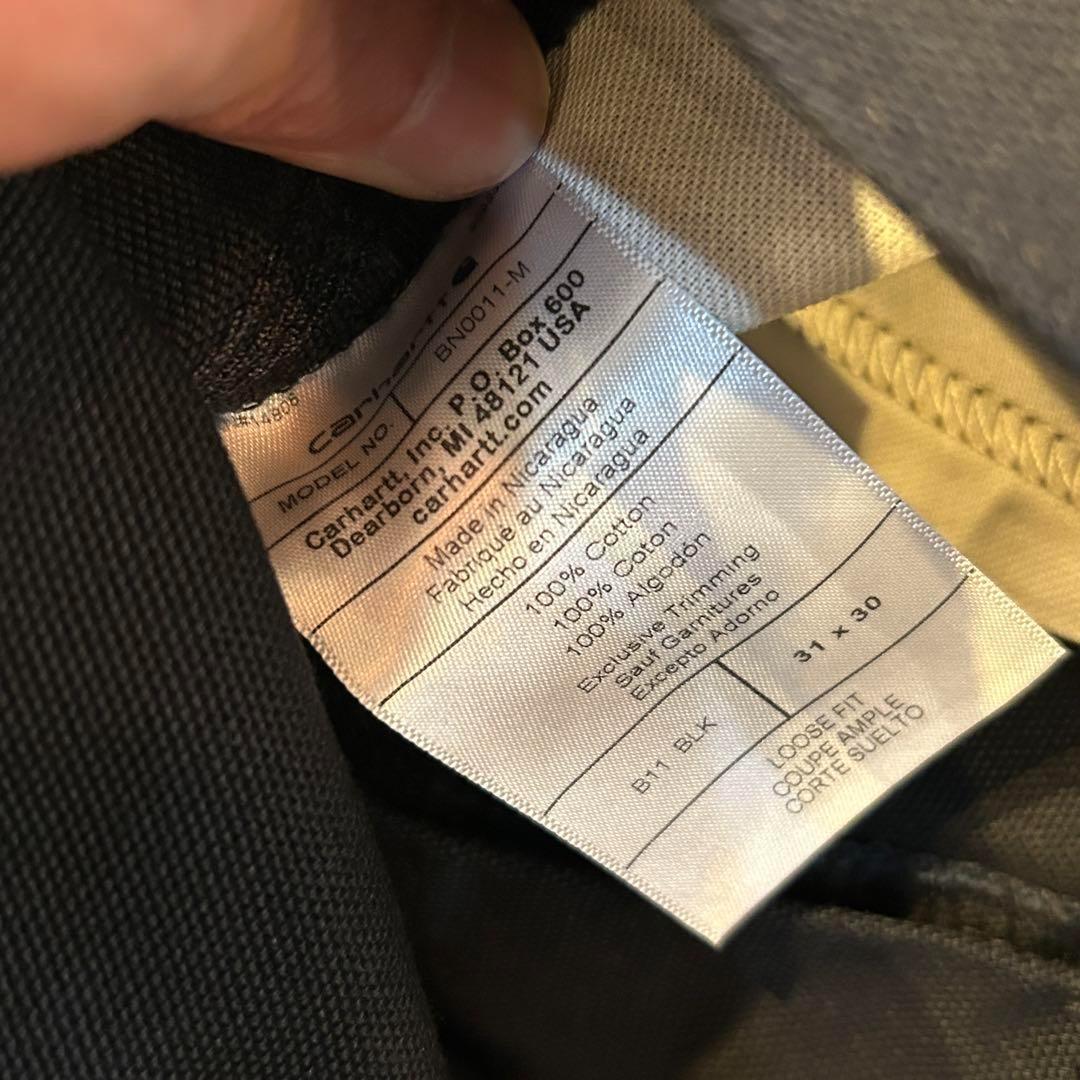 carhartt
#14806
MODEL NO.
BN0011-M
Carhartt, Inc. P.O. Box 600
Dearborn, MI 48121 USA
carhartt.com
Made in Nicaragua
Fabriqué au Nicaragua
Hecho en Nicaragua
100% Cotton
100% Coton
100% Algodón
Exclusive Trimming
Sauf Garnitures
Excepto Adorno
B11 BLK
31 x 30
LOOSE FIT
COUPE AMPLE
CORTE SUELTO